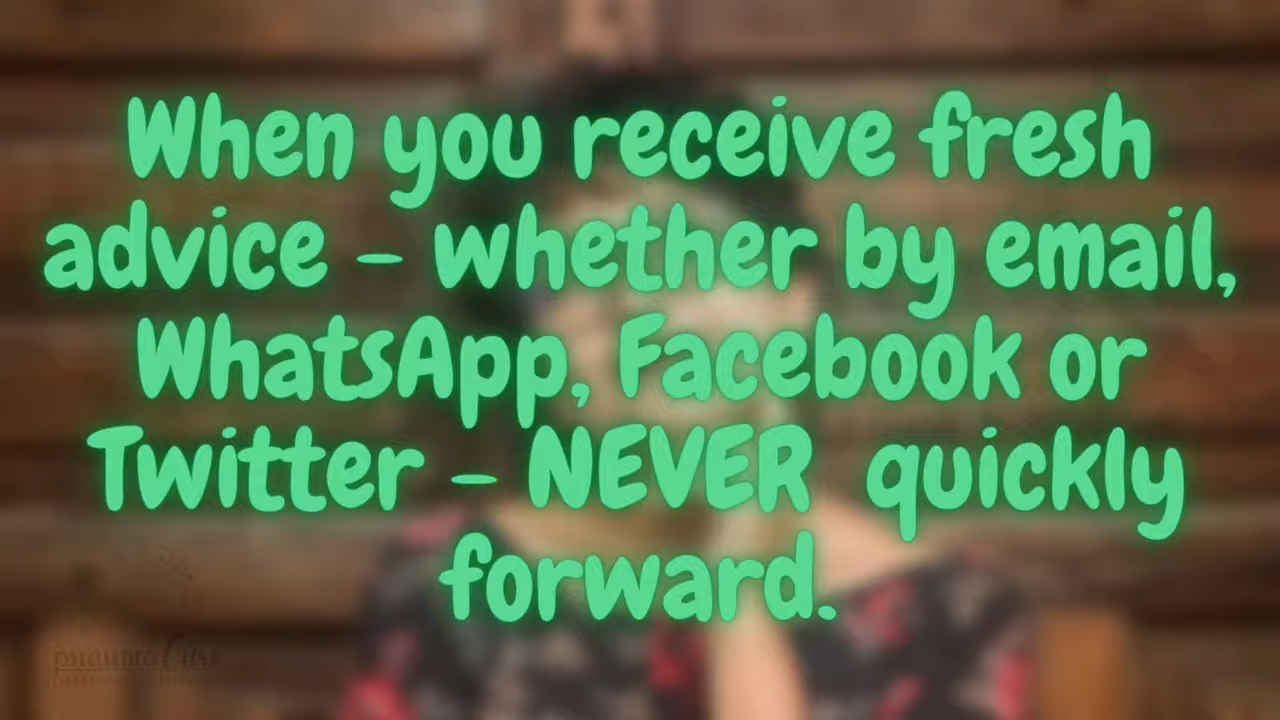 When you receive fresh
advice – whether by email,
WhatsApp, Facebook or
Twitter – NEVER quickly
forward.